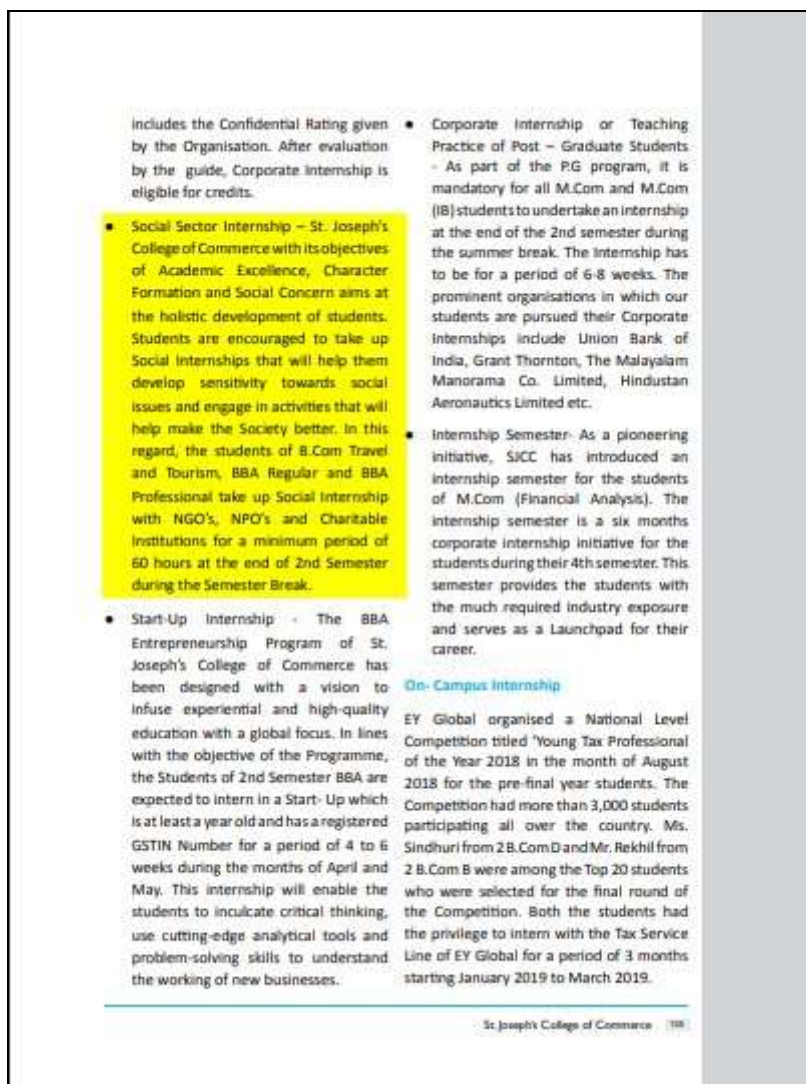 includes the Confidential Rating given
by the Organisation. After evaluation
by the guide, Corporate Internship is
eligible for credits.
● Social Sector Internship – St. Joseph's
College of Commerce with its objectives
of Academic Excellence, Character
Formation and Social Concern aims at
the holistic development of students.
Students are encouraged to take up
Social Internships that will help them
develop sensitivity towards social
issues and engage in activities that will
help make the Society better. In this
regard, the students of B.Com Travel
and Tourism, BBA Regular and BBA
Professional take up Social Internship
with NGO's, NPO's and Charitable
Institutions for a minimum period of
60 hours at the end of 2nd Semester
during the Semester Break.
● Start-Up Internship - The BBA
Entrepreneurship Program of St.
Joseph's College of Commerce has
been designed with a vision to
infuse experiential and high-quality
education with a global focus. In lines
with the objective of the Programme,
the Students of 2nd Semester BBA are
expected to intern in a Start- Up which
is at least a year old and has a registered
GSTIN Number for a period of 4 to 6
weeks during the months of April and
May. This internship will enable the
students to inculcate critical thinking,
use cutting-edge analytical tools and
problem-solving skills to understand
the working of new businesses.
● Corporate Internship or Teaching
Practice of Post – Graduate Students
- As part of the P.G program, it is
mandatory for all M.Com and M.Com
(IB) students to undertake an internship
at the end of the 2nd semester during
the summer break. The Internship has
to be for a period of 6-8 weeks. The
prominent organisations in which our
students are pursued their Corporate
Internships include Union Bank of
India, Grant Thornton, The Malayalam
Manorama Co. Limited, Hindustan
Aeronautics Limited etc.
● Internship Semester- As a pioneering
initiative, SJCC has introduced an
internship semester for the students
of M.Com (Financial Analysis). The
internship semester is a six months
corporate internship initiative for the
students during their 4th semester. This
semester provides the students with
the much required industry exposure
and serves as a Launchpad for their
career.
On- Campus Internship
EY Global organised a National Level
Competition titled 'Young Tax Professional
of the Year 2018 in the month of August
2018 for the pre-final year students. The
Competition had more than 3,000 students
participating all over the country. Ms.
Sindhuri from 2 B.Com D and Mr. Rekhil from
2 B.Com B were among the Top 20 students
who were selected for the final round of
the Competition. Both the students had
the privilege to intern with the Tax Service
Line of EY Global for a period of 3 months
starting January 2019 to March 2019.
St. Joseph's College of Commerce